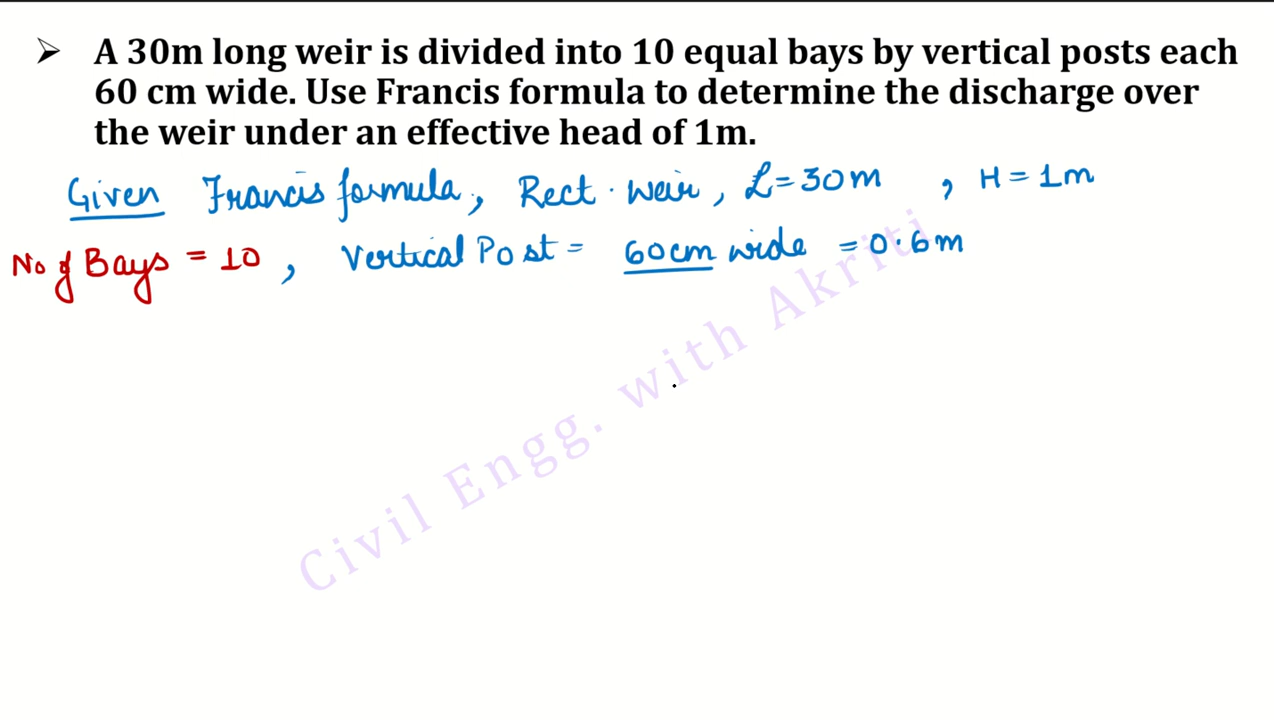 ➢ A 30m long weir is divided into 10 equal bays by vertical posts each
60 cm wide. Use Francis formula to determine the discharge over
the weir under an effective head of 1m.
Given Francis formula, Rect. weir, L = 30m , H = 1m
No of Bays = 10 , Vertical Post = 60cm wide = 0.6m
Civil Engg. with Akriti